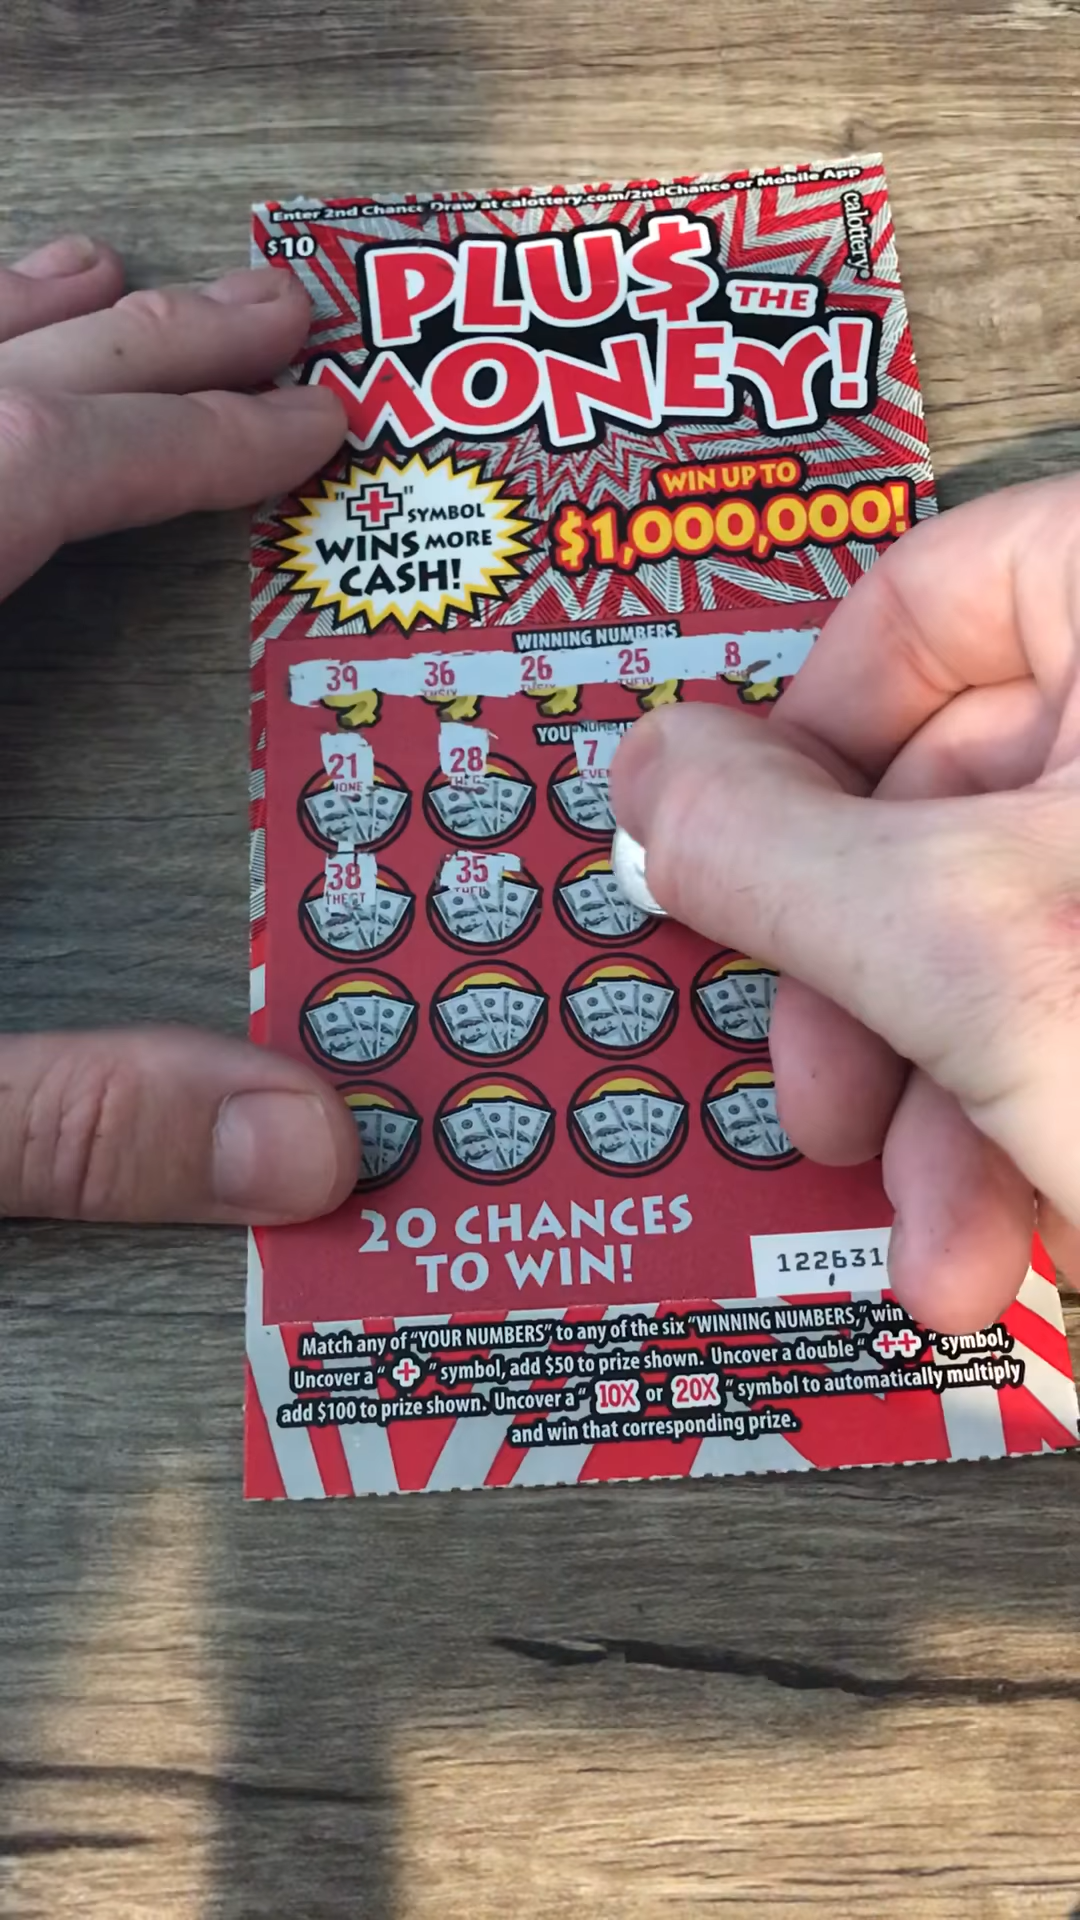 Enter 2nd Chance Draw at calottery.com/2ndChance or Mobile App
calottery
$10
PLU$ THE
MONEY!
"+" SYMBOL
WINS MORE
CASH!
WIN UP TO
$1,000,000!
WINNING NUMBERS
39 36 26 25 8
YOUR
21 28 7
38 35
20 CHANCES
TO WIN!
122631
Match any of "YOUR NUMBERS" to any of the six "WINNING NUMBERS," win
Uncover a "+" symbol, add $50 to prize shown. Uncover a double "++" symbol,
add $100 to prize shown. Uncover a "10X" or "20X" symbol to automatically multiply
and win that corresponding prize.